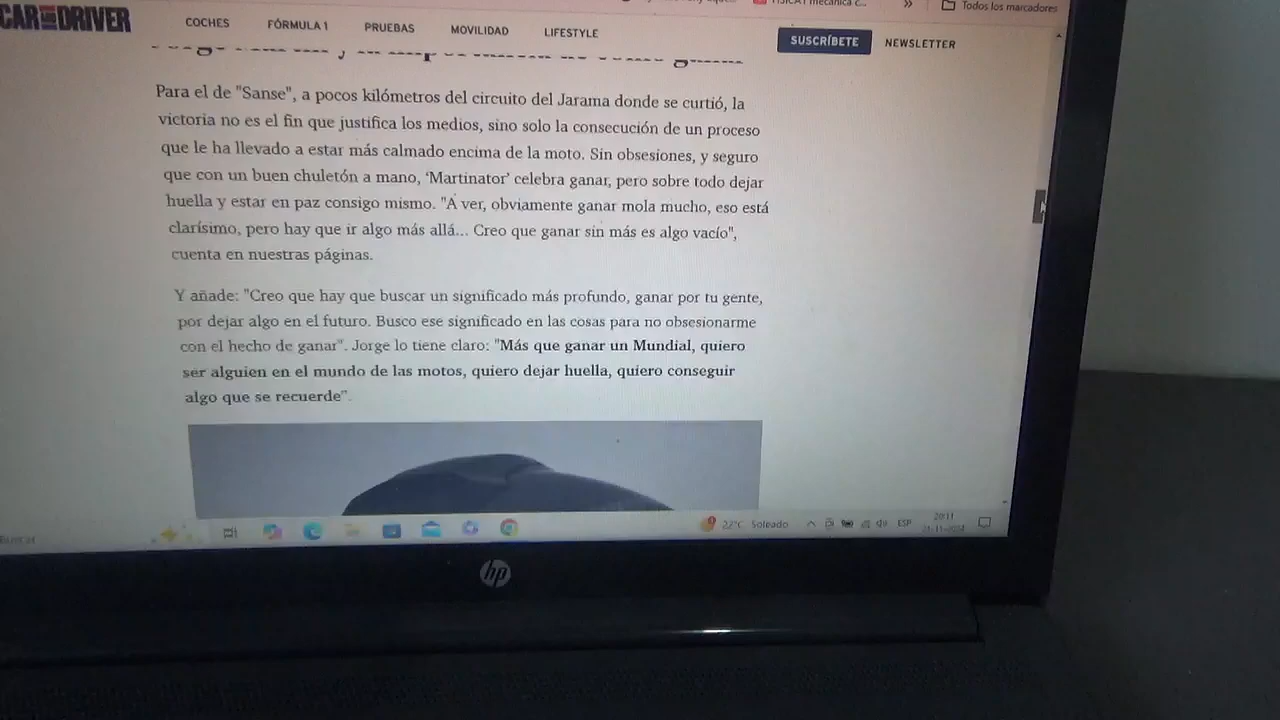 CAR AND DRIVER
COCHES FÓRMULA 1 PRUEBAS MOVILIDAD LIFESTYLE SUSCRÍBETE NEWSLETTER
Todos los marcadores
Para el de "Sanse", a pocos kilómetros del circuito del Jarama donde se curtió, la
victoria no es el fin que justifica los medios, sino solo la consecución de un proceso
que le ha llevado a estar más calmado encima de la moto. Sin obsesiones, y seguro
que con un buen chuletón a mano, ‘Martinator’ celebra ganar, pero sobre todo dejar
huella y estar en paz consigo mismo. "A ver, obviamente ganar mola mucho, eso está
clarísimo, pero hay que ir algo más allá... Creo que ganar sin más es algo vacío",
cuenta en nuestras páginas.
Y añade: "Creo que hay que buscar un significado más profundo, ganar por tu gente,
por dejar algo en el futuro. Busco ese significado en las cosas para no obsesionarme
con el hecho de ganar". Jorge lo tiene claro: "Más que ganar un Mundial, quiero
ser alguien en el mundo de las motos, quiero dejar huella, quiero conseguir
algo que se recuerde”.
22°C Soleado ESP 20:11
21-11-2024
hp